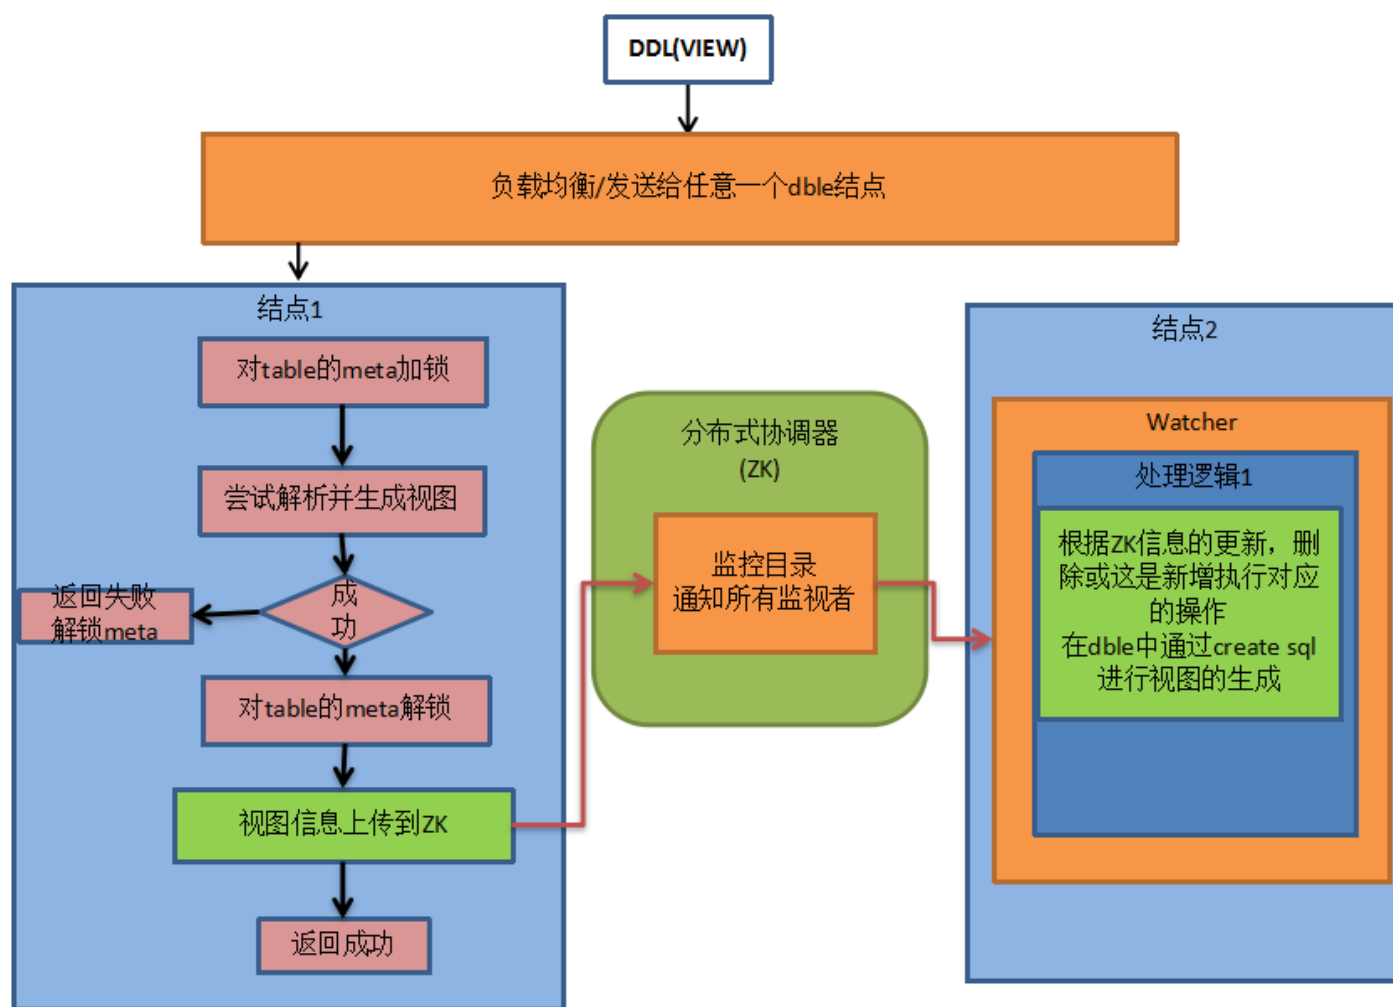 DDL(VIEW)
负载均衡/发送给任意一个dble结点
结点1
对table的meta加锁
尝试解析并生成视图
成
功
返回失败
解锁meta
对table的meta解锁
视图信息上传到ZK
返回成功
分布式协调器
(ZK)
监控目录
通知所有监视者
结点2
Watcher
处理逻辑1
根据ZK信息的更新，删
除或这是新增执行对应
的操作
在dble中通过create sql
进行视图的生成